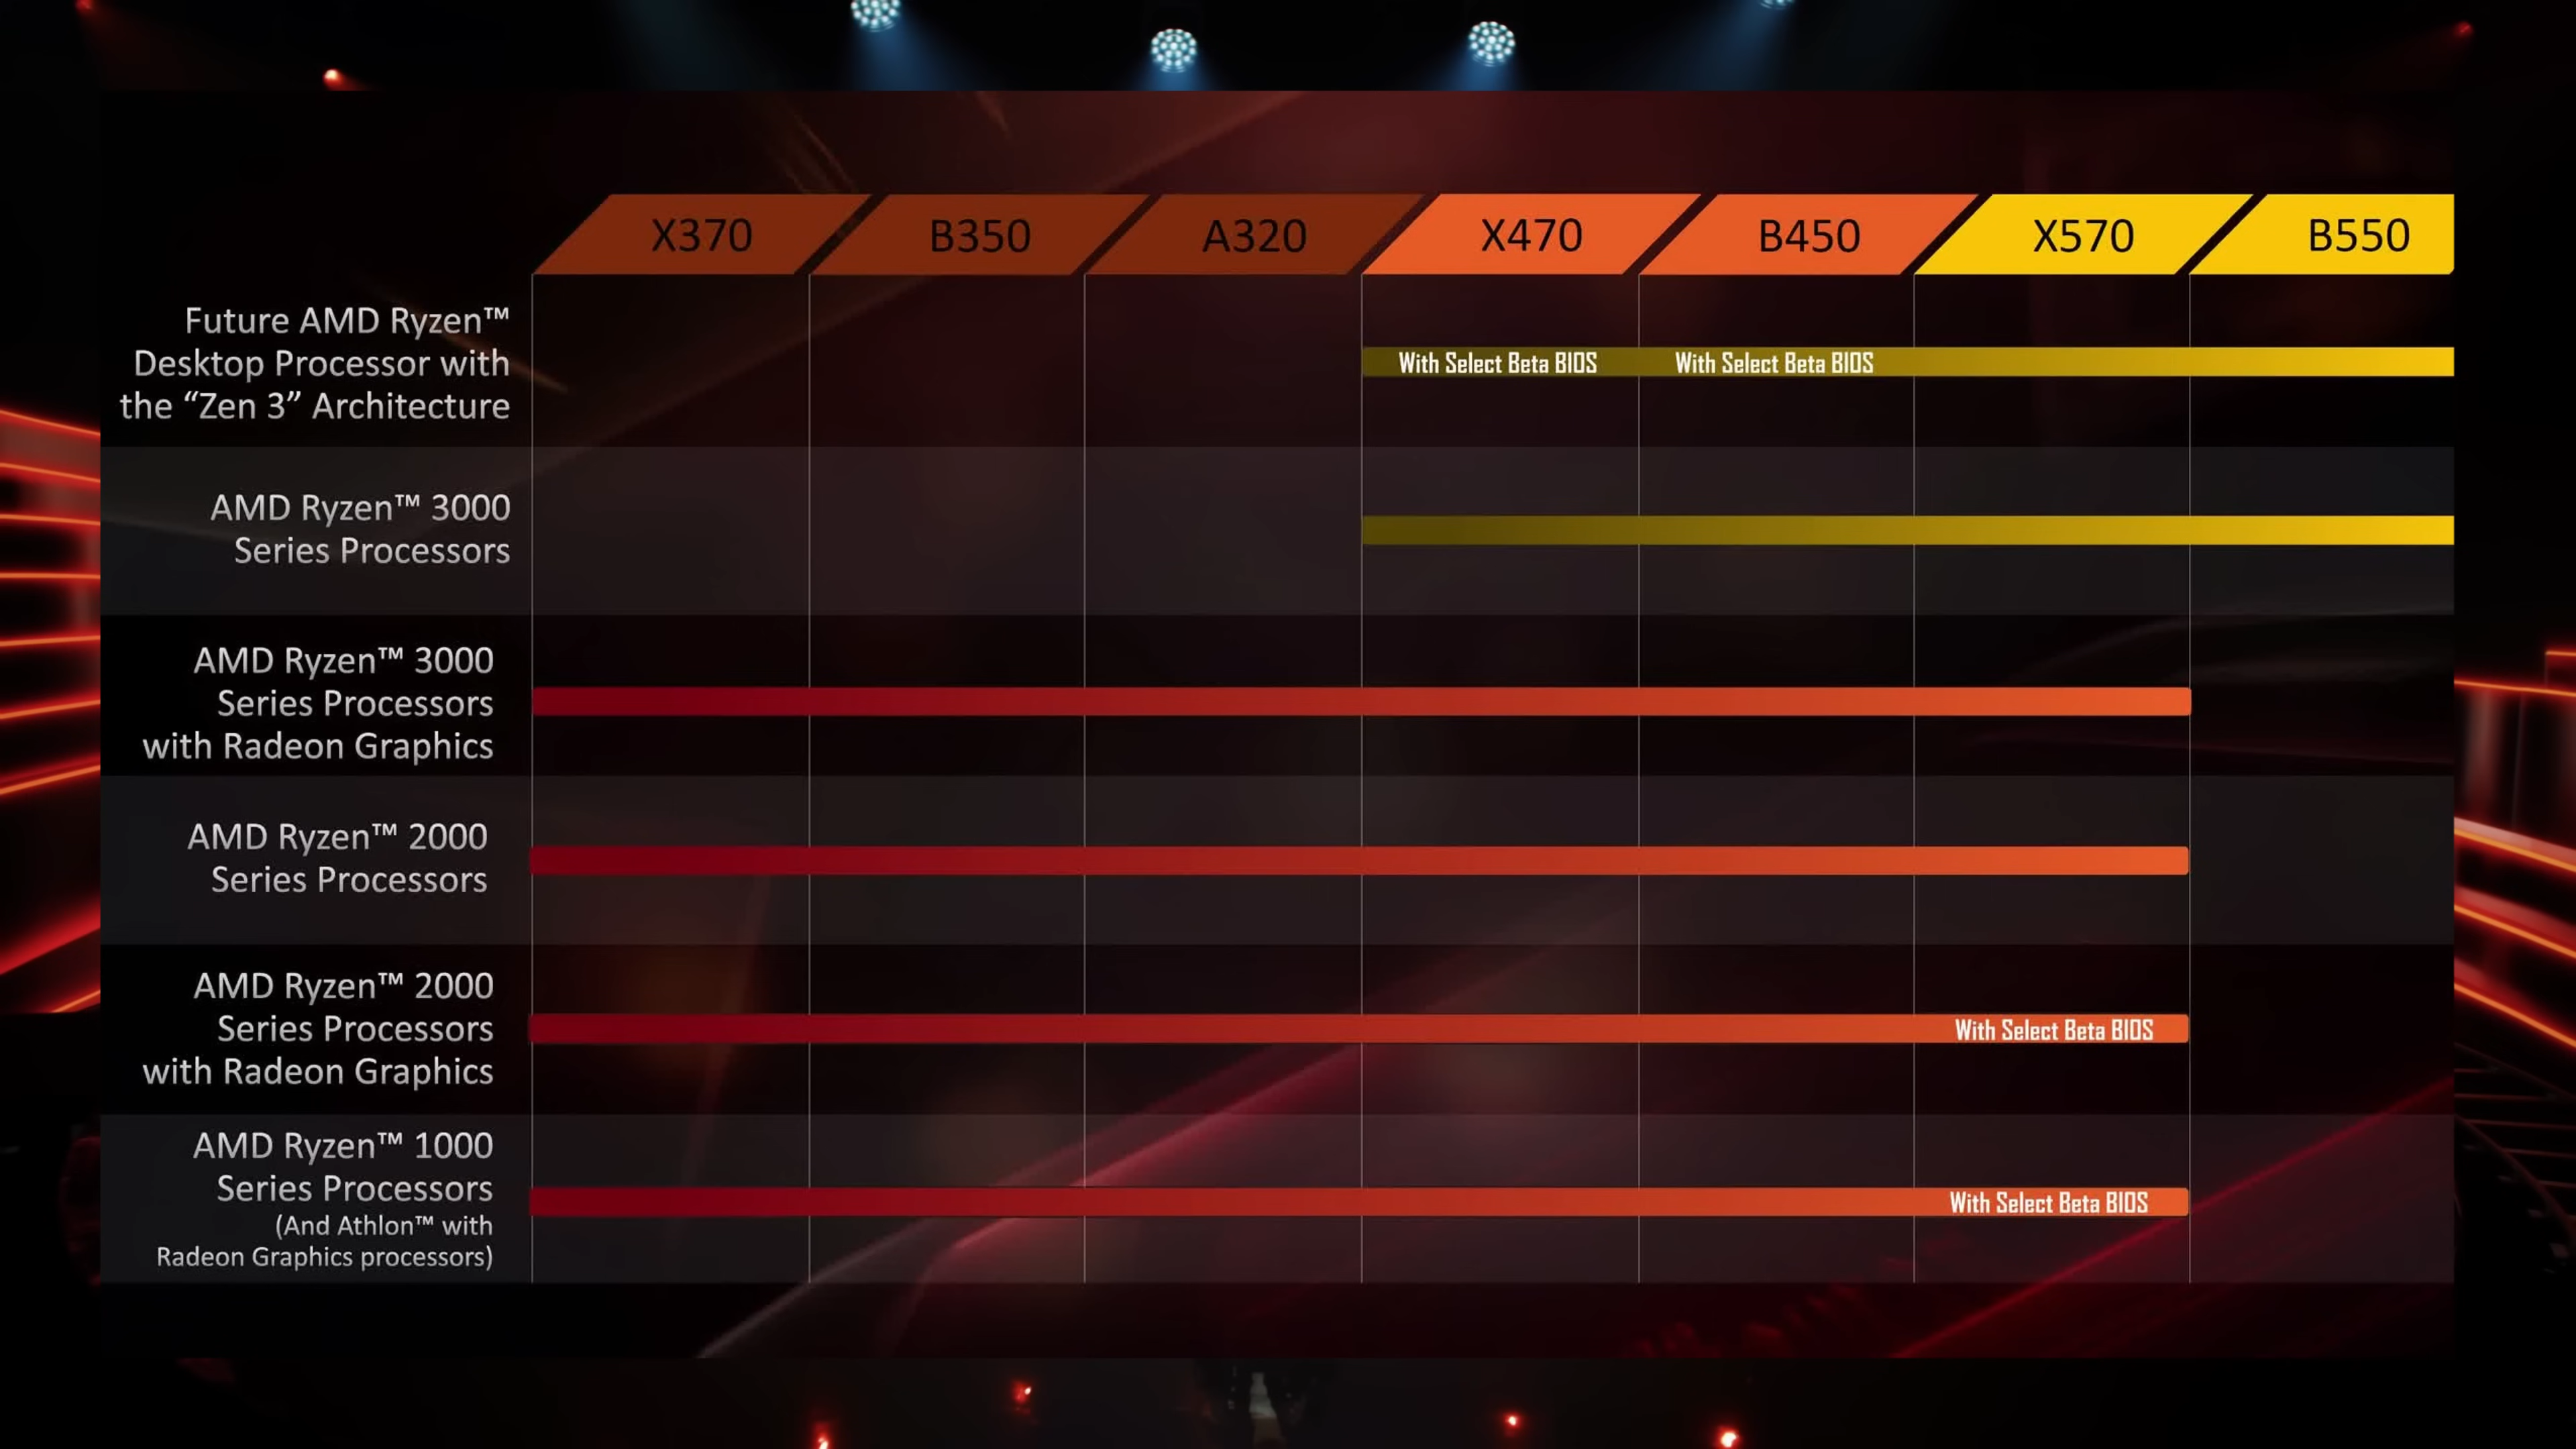 X370 B350 A320 X470 B450 X570 B550
Future AMD Ryzen™
Desktop Processor with
the “Zen 3” Architecture
With Select Beta BIOS With Select Beta BIOS
AMD Ryzen™ 3000
Series Processors
AMD Ryzen™ 3000
Series Processors
with Radeon Graphics
AMD Ryzen™ 2000
Series Processors
AMD Ryzen™ 2000
Series Processors
with Radeon Graphics
With Select Beta BIOS
AMD Ryzen™ 1000
Series Processors
(And Athlon™ with
Radeon Graphics processors)
With Select Beta BIOS